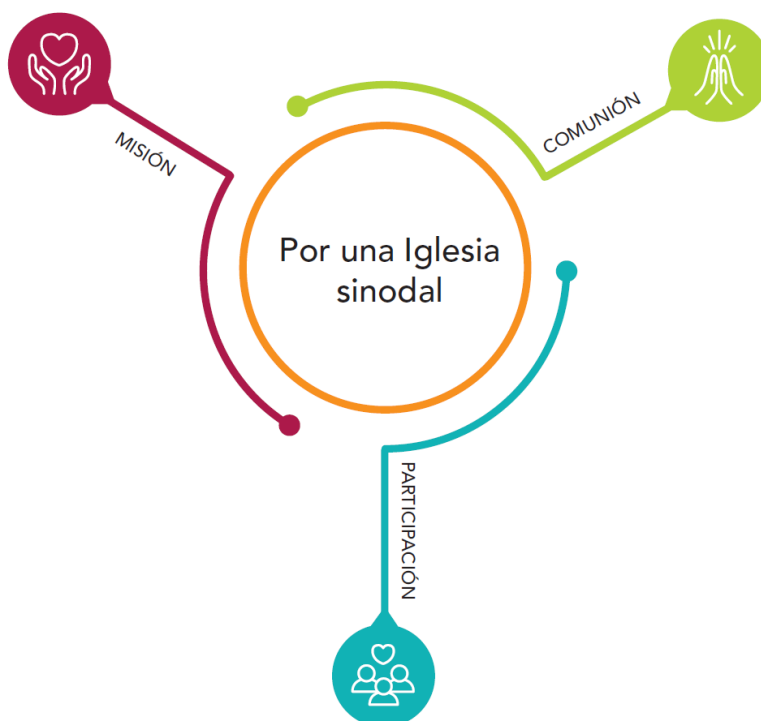 MISIÓN
COMUNIÓN
Por una Iglesia
sinodal
PARTICIPACIÓN